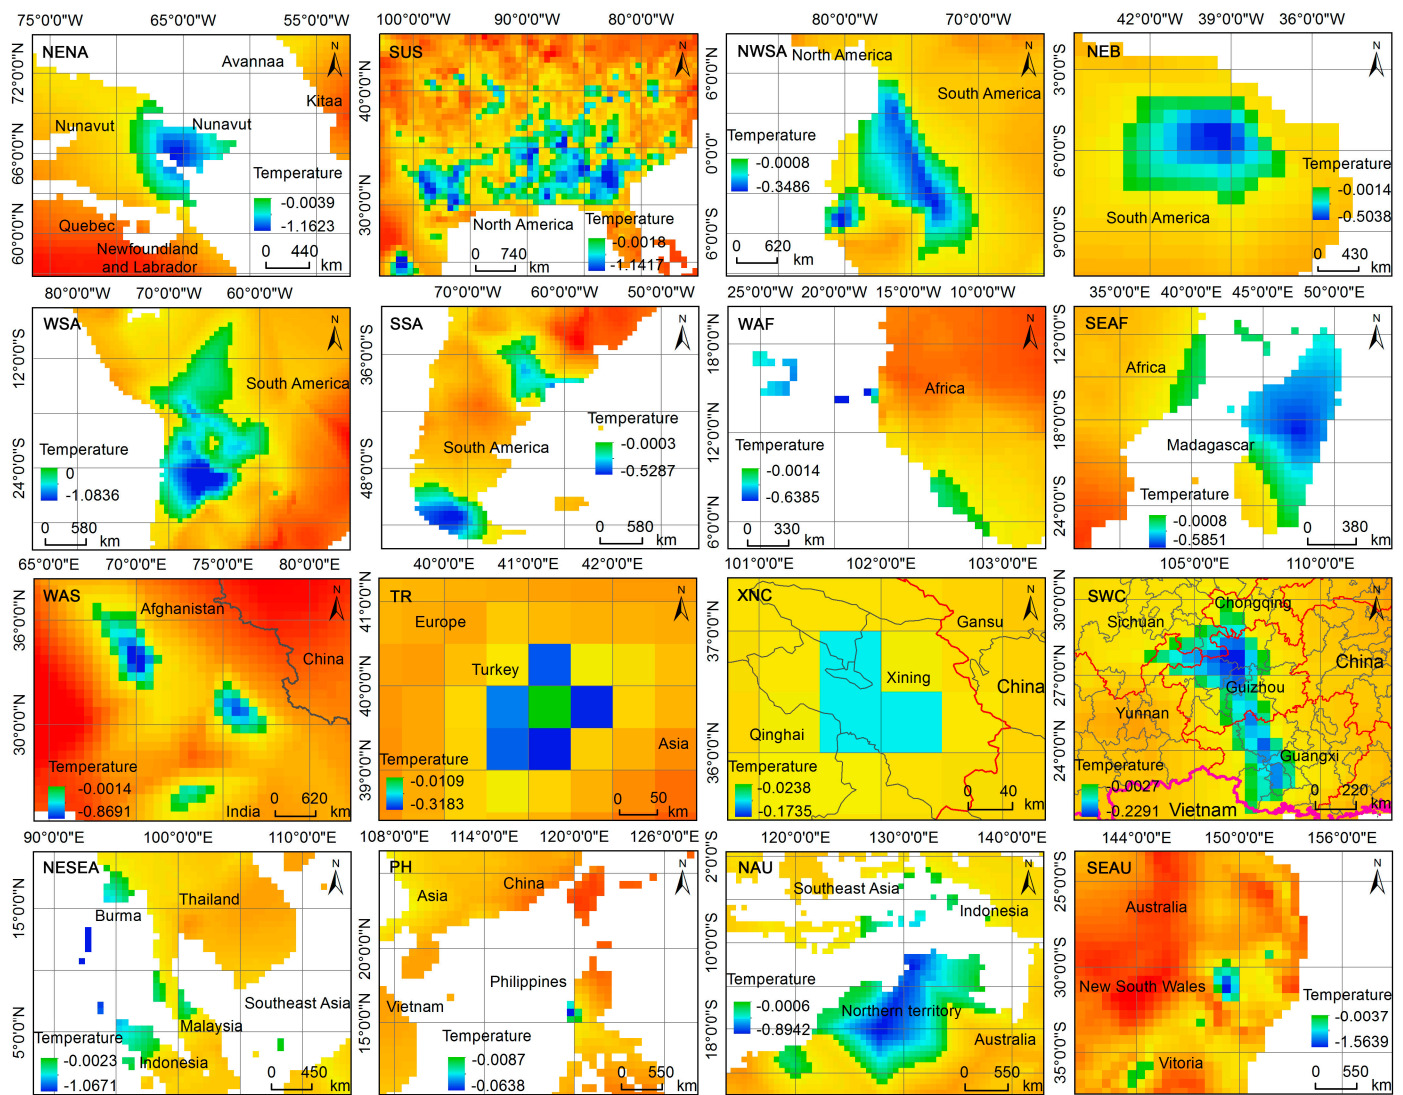 75°0'0"W 65°0'0"W 55°0'0"W
72°0'0"N
66°0'0"N
60°0'0"N
NENA
N
Avannaa
Kitaa
Nunavut
Nunavut
Temperature
-0.0039
-1.1623
Quebec
Newfoundland
and Labrador
0 440
km
100°0'0"W 90°0'0"W 80°0'0"W
40°0'0"N
30°0'0"N
SUS
N
North America
0 740
km
Temperature
-0.0018
-1.1417
80°0'0"W 70°0'0"W
6°0'0"N
0°0'0"
6°0'0"S
NWSA
North America
N
South America
Temperature
-0.0008
-0.3486
0 620
km
42°0'0"W 39°0'0"W 36°0'0"W
3°0'0"S
6°0'0"S
9°0'0"S
NEB
N
Temperature
-0.0014
-0.5038
South America
0 430
km
80°0'0"W 70°0'0"W 60°0'0"W
12°0'0"S
24°0'0"S
WSA
N
South America
Temperature
0
-1.0836
0 580
km
70°0'0"W 60°0'0"W 50°0'0"W
36°0'0"S
48°0'0"S
SSA
N
South America
Temperature
-0.0003
-0.5287
0 580
km
25°0'0"W 20°0'0"W 15°0'0"W 10°0'0"W
18°0'0"N
12°0'0"N
6°0'0"N
WAF
N
Africa
Temperature
-0.0014
-0.6385
0 330
km
35°0'0"E 40°0'0"E 45°0'0"E 50°0'0"E
12°0'0"S
18°0'0"S
24°0'0"S
SEAF
N
Africa
Madagascar
Temperature
-0.0008
-0.5851
0 380
km
65°0'0"E 70°0'0"E 75°0'0"E 80°0'0"E
36°0'0"N
30°0'0"N
WAS
N
Afghanistan
China
Temperature
-0.0014
-0.8691
India
0 620
km
40°0'0"E 41°0'0"E 42°0'0"E
41°0'0"N
40°0'0"N
39°0'0"N
TR
N
Europe
Turkey
Asia
Temperature
-0.0109
-0.3183
0 50
km
101°0'0"E 102°0'0"E 103°0'0"E
37°0'0"N
36°0'0"N
XNC
N
Gansu
Xining
China
Qinghai
Temperature
-0.0238
-0.1735
0 40
km
105°0'0"E 110°0'0"E
30°0'0"N
27°0'0"N
24°0'0"N
SWC
N
Chongqing
Sichuan
China
Guizhou
Yunnan
Guangxi
Temperature
-0.0027
-0.2291
Vietnam
0 220
km
90°0'0"E 100°0'0"E 110°0'0"E
15°0'0"N
5°0'0"N
NESEA
N
Thailand
Burma
Southeast Asia
Malaysia
Indonesia
Temperature
-0.0023
-1.0671
0 450
km
108°0'0"E 114°0'0"E 120°0'0"E 126°0'0"E
20°0'0"N
15°0'0"N
PH
N
China
Asia
Philippines
Vietnam
Temperature
-0.0087
-0.0638
0 550
km
120°0'0"E 130°0'0"E 140°0'0"E
2°0'0"S
10°0'0"S
18°0'0"S
NAU
N
Southeast Asia
Indonesia
Temperature
-0.0006
-0.8942
Northern territory
Australia
0 550
km
144°0'0"E 150°0'0"E 156°0'0"E
25°0'0"S
30°0'0"S
35°0'0"S
SEAU
N
Australia
New South Wales
Temperature
-0.0037
-1.5639
Vitoria
0 550
km